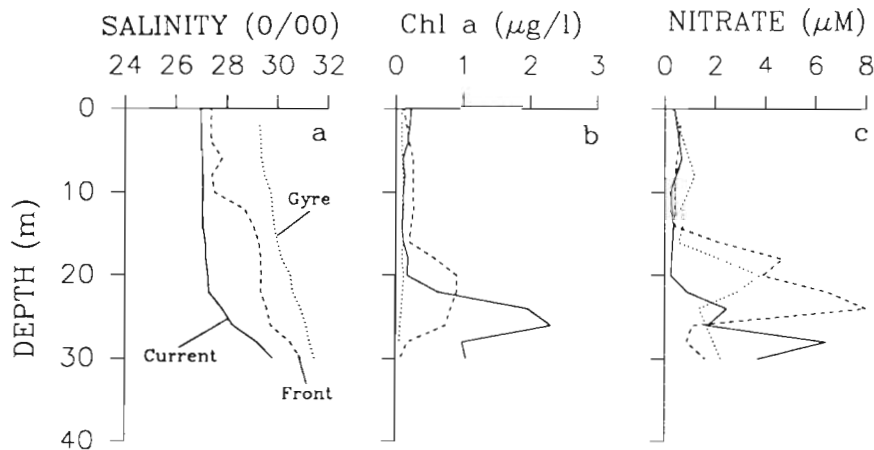 SALINITY (0/00)
Chl a (μg/l)
NITRATE (μM)
24 26 28 30 32
0 1 2 3
0 2 4 6 8
0
10
20
30
40
DEPTH (m)
a
b
c
Gyre
Current
Front